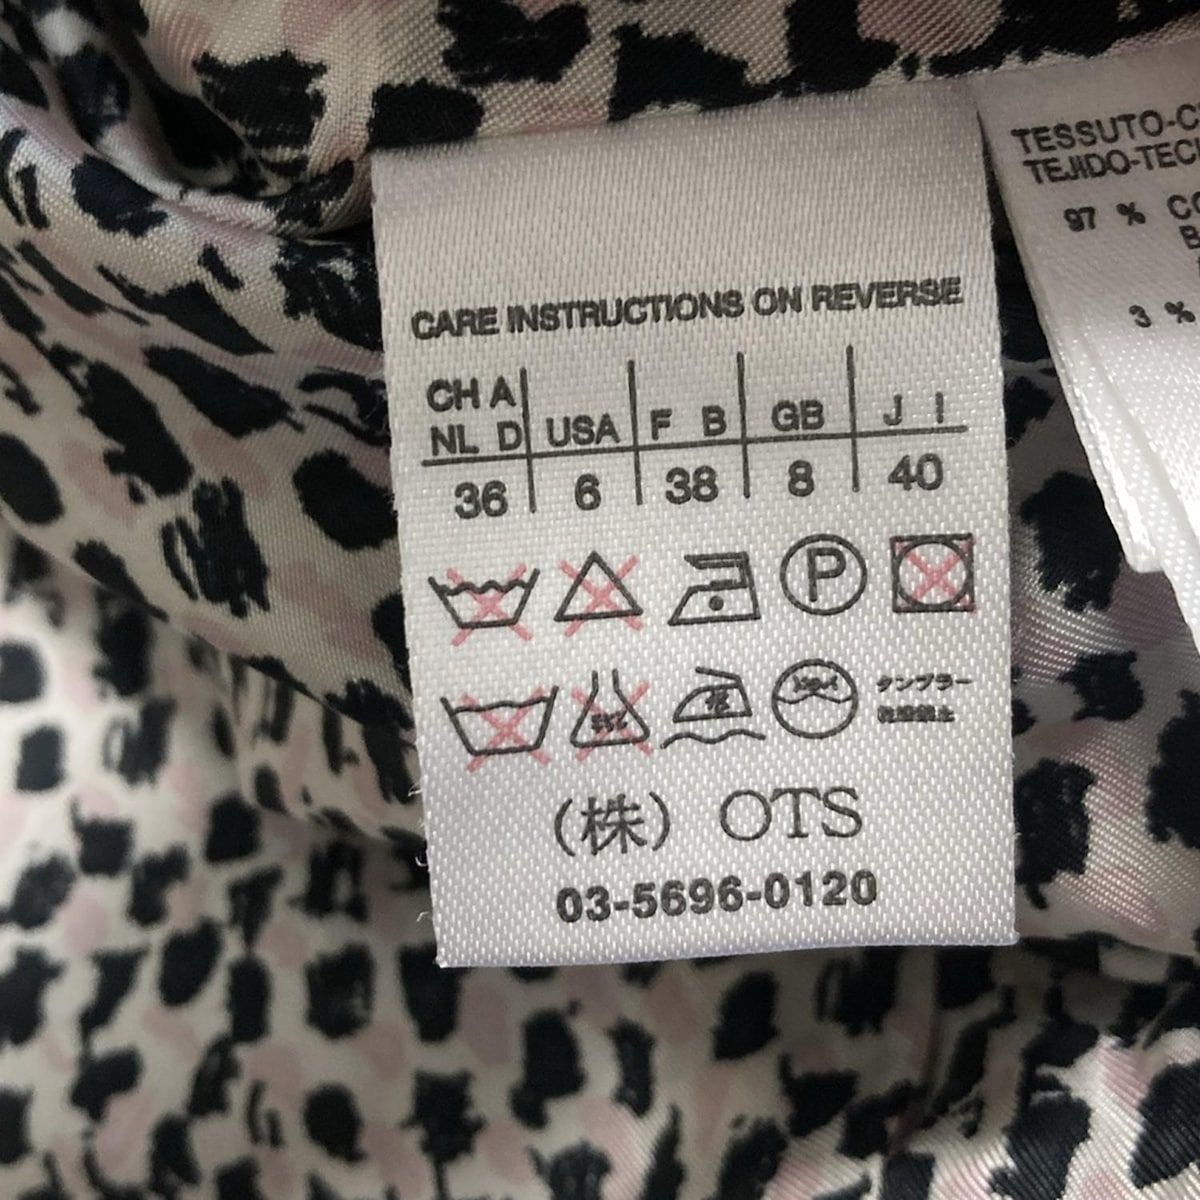 CARE INSTRUCTIONS ON REVERSE
CH A
NL D USA F B GB J I
36 6 38 8 40
P
タンブラー
(株) OTS
03-5696-0120
TESSUTO-C
TEJIDO-TEC
97 % CO
3 %